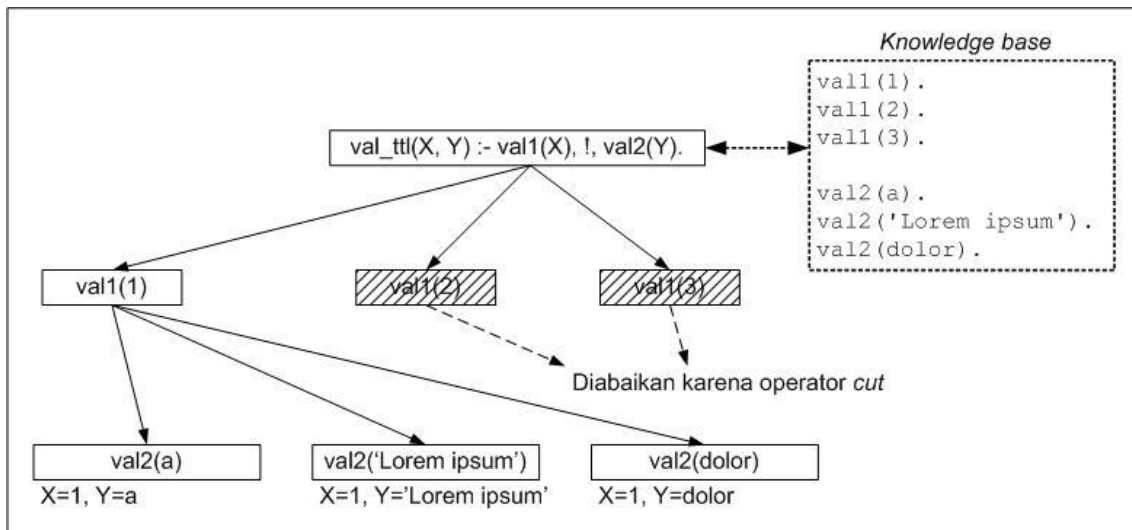 Knowledge base
val1(1).
val1(2).
val1(3).
val2(a).
val2('Lorem ipsum').
val2(dolor).
val_ttl(X, Y) :- val1(X), !, val2(Y).
val1(1)
val1(2)
val1(3)
Diabaikan karena operator cut
val2(a)
val2(‘Lorem ipsum’)
val2(dolor)
X=1, Y=a
X=1, Y=’Lorem ipsum’
X=1, Y=dolor